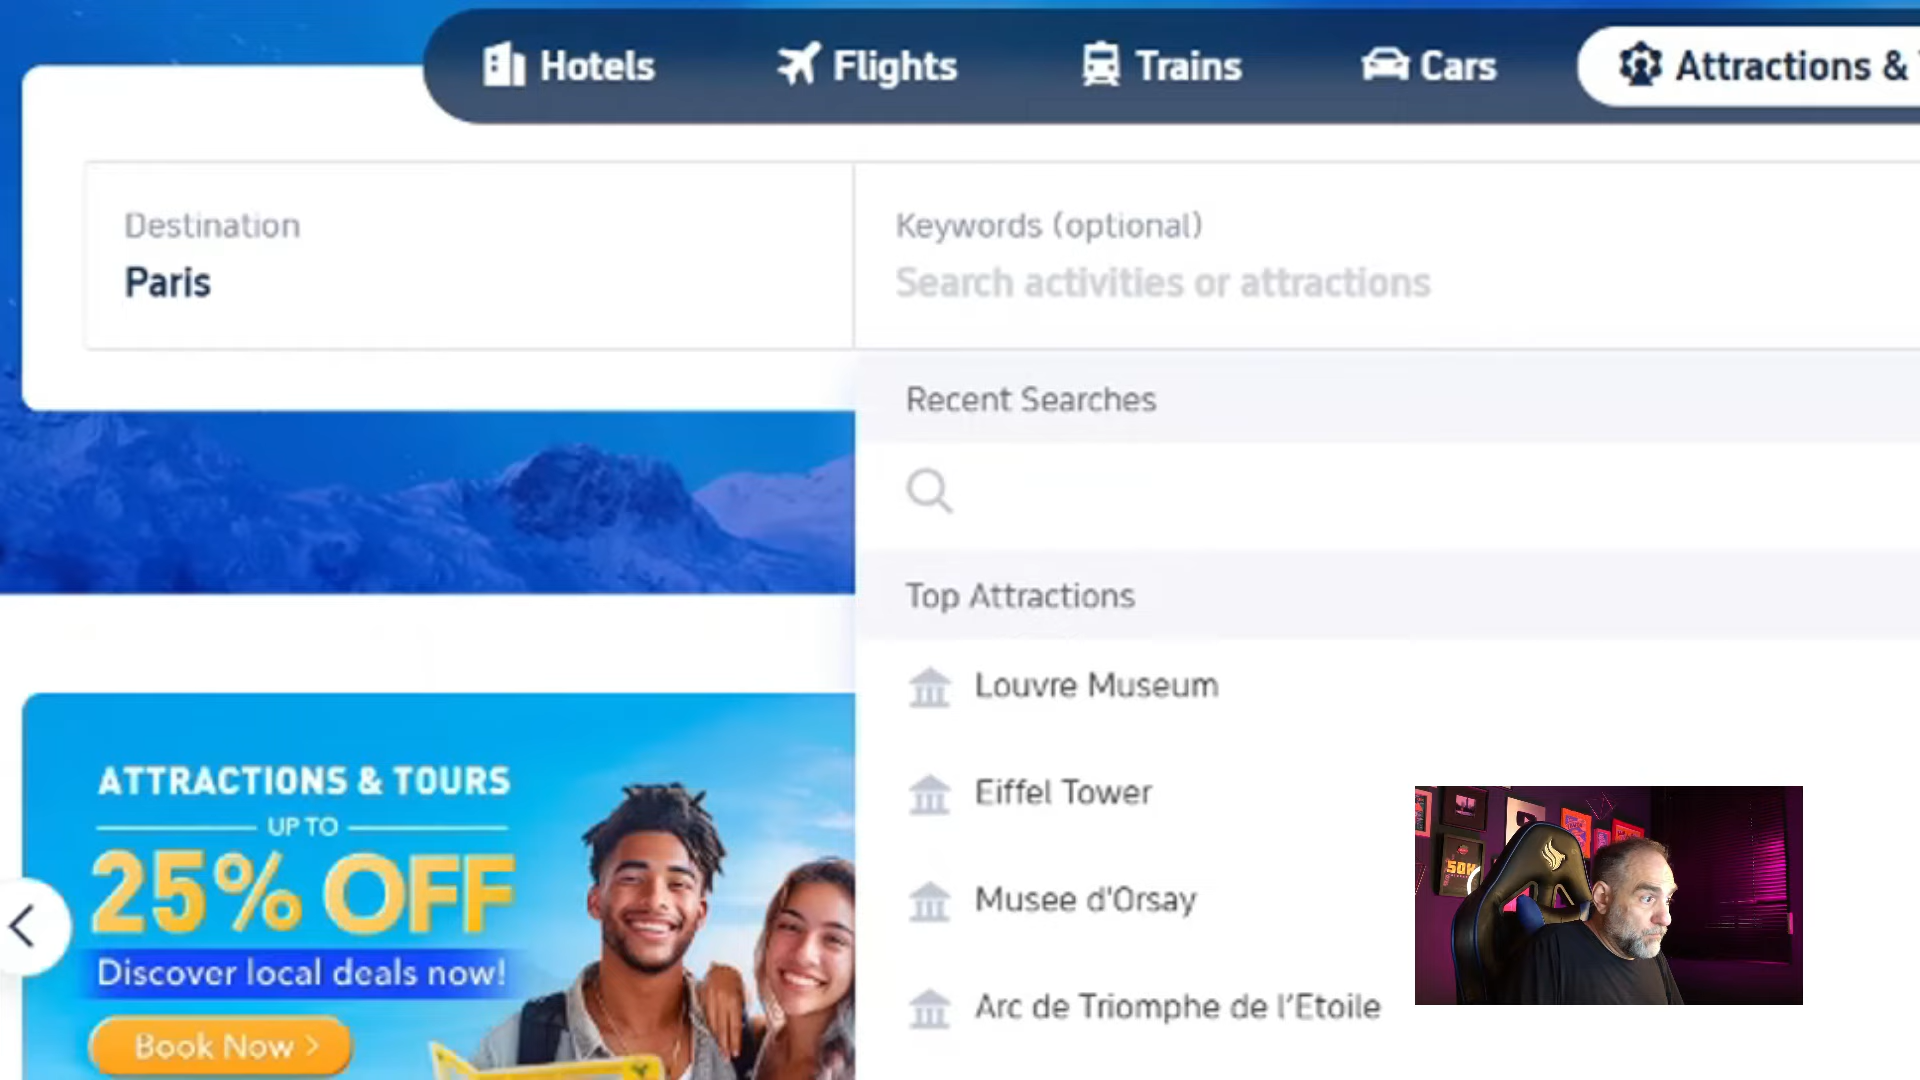 Hotels
Flights
Trains
Cars
Attractions &
Destination
Paris
Keywords (optional)
Search activities or attractions
Recent Searches
Top Attractions
Louvre Museum
Eiffel Tower
Musee d'Orsay
Arc de Triomphe de l'Etoile
ATTRACTIONS & TOURS
UP TO
25% OFF
Discover local deals now!
Book Now >
50K